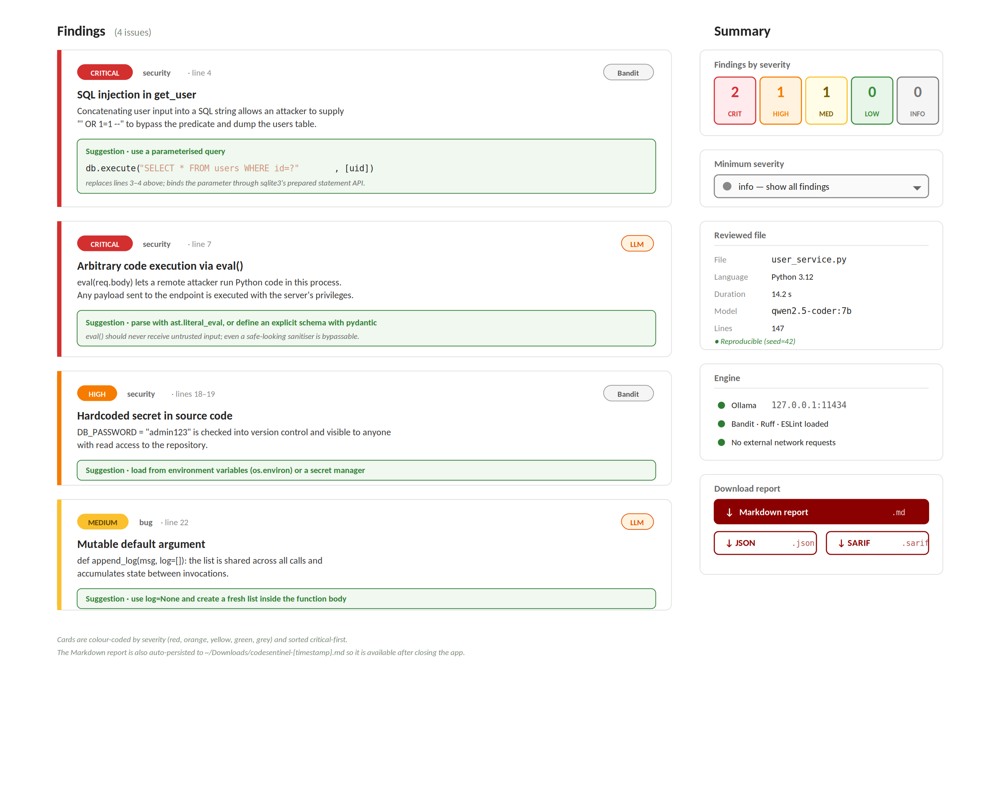 Findings (4 issues)
CRITICAL security · line 4 Bandit
SQL injection in get_user
Concatenating user input into a SQL string allows an attacker to supply
"' OR 1=1 --" to bypass the predicate and dump the users table.
Suggestion · use a parameterised query
db.execute("SELECT * FROM users WHERE id=?" , [uid])
replaces lines 3–4 above; binds the parameter through sqlite3's prepared statement API.
CRITICAL security · line 7 LLM
Arbitrary code execution via eval()
eval(req.body) lets a remote attacker run Python code in this process.
Any payload sent to the endpoint is executed with the server's privileges.
Suggestion · parse with ast.literal_eval, or define an explicit schema with pydantic
eval() should never receive untrusted input; even a safe-looking sanitiser is bypassable.
HIGH security · lines 18–19 Bandit
Hardcoded secret in source code
DB_PASSWORD = "admin123" is checked into version control and visible to anyone
with read access to the repository.
Suggestion · load from environment variables (os.environ) or a secret manager
MEDIUM bug · line 22 LLM
Mutable default argument
def append_log(msg, log=[]): the list is shared across all calls and
accumulates state between invocations.
Suggestion · use log=None and create a fresh list inside the function body
Cards are colour-coded by severity (red, orange, yellow, green, grey) and sorted critical-first.
The Markdown report is also auto-persisted to ~/Downloads/codesentinel-{timestamp}.md so it is available after closing the app.
Summary
Findings by severity
2 1 1 0 0
CRIT HIGH MED LOW INFO
Minimum severity
info — show all findings
Reviewed file
File user_service.py
Language Python 3.12
Duration 14.2 s
Model qwen2.5-coder:7b
Lines 147
● Reproducible (seed=42)
Engine
Ollama 127.0.0.1:11434
Bandit · Ruff · ESLint loaded
No external network requests
Download report
↓ Markdown report .md
↓ JSON .json ↓ SARIF .sarif